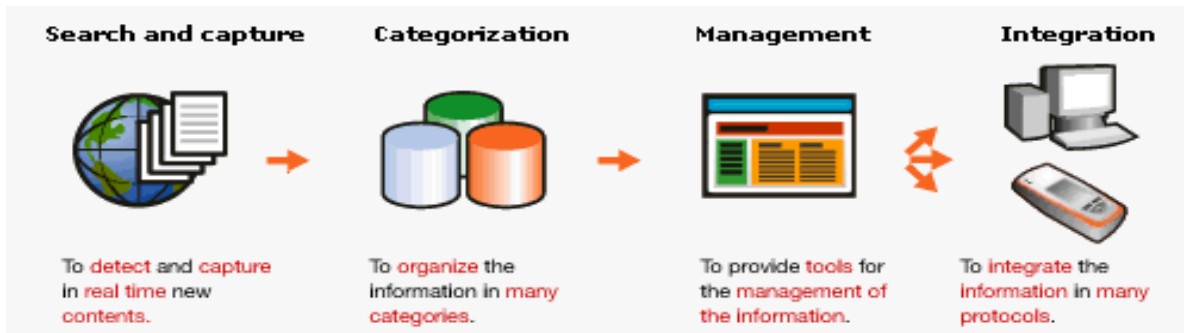 Search and capture
Categorization
Management
Integration
To detect and capture
in real time new
contents.
To organize the
information in many
categories.
To provide tools for
the management of
the information.
To integrate the
information in many
protocols.